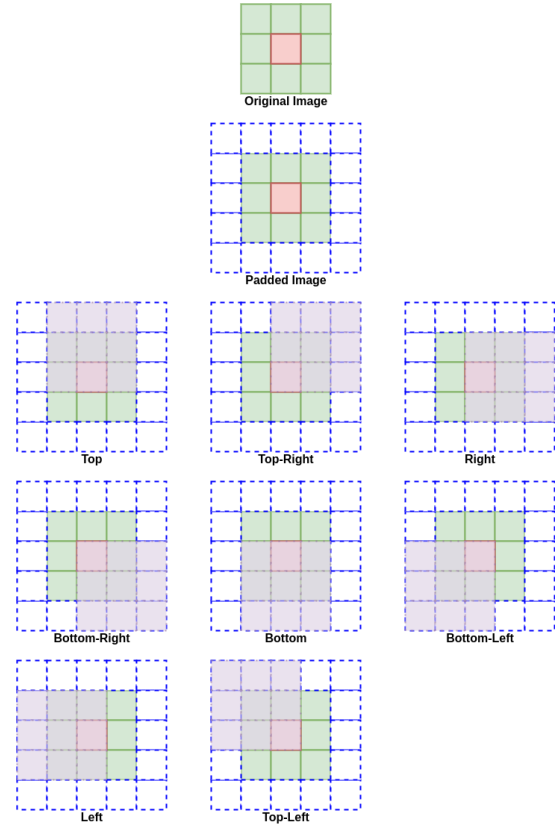 Original Image
Padded Image
Top
Top-Right
Right
Bottom-Right
Bottom
Bottom-Left
Left
Top-Left